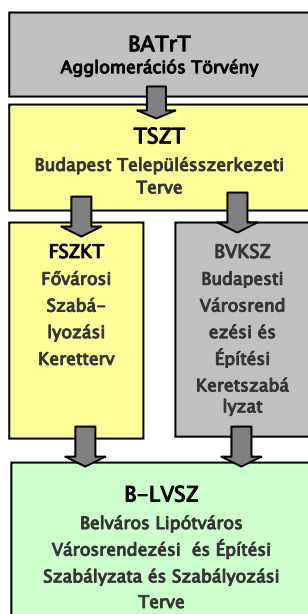 BATrT
Agglomerációs Törvény
TSZT
Budapest Településszerkezeti
Terve
FSZKT
Fővárosi
Szabá-
lyozási
Keretterv
BVKSZ
Budapesti
Városrend
ezési és
Építési
Keretszabá
lyzat
B-LVSZ
Belváros Lipótváros
Városrendezési és Építési
Szabályzata és Szabályozási
Terve